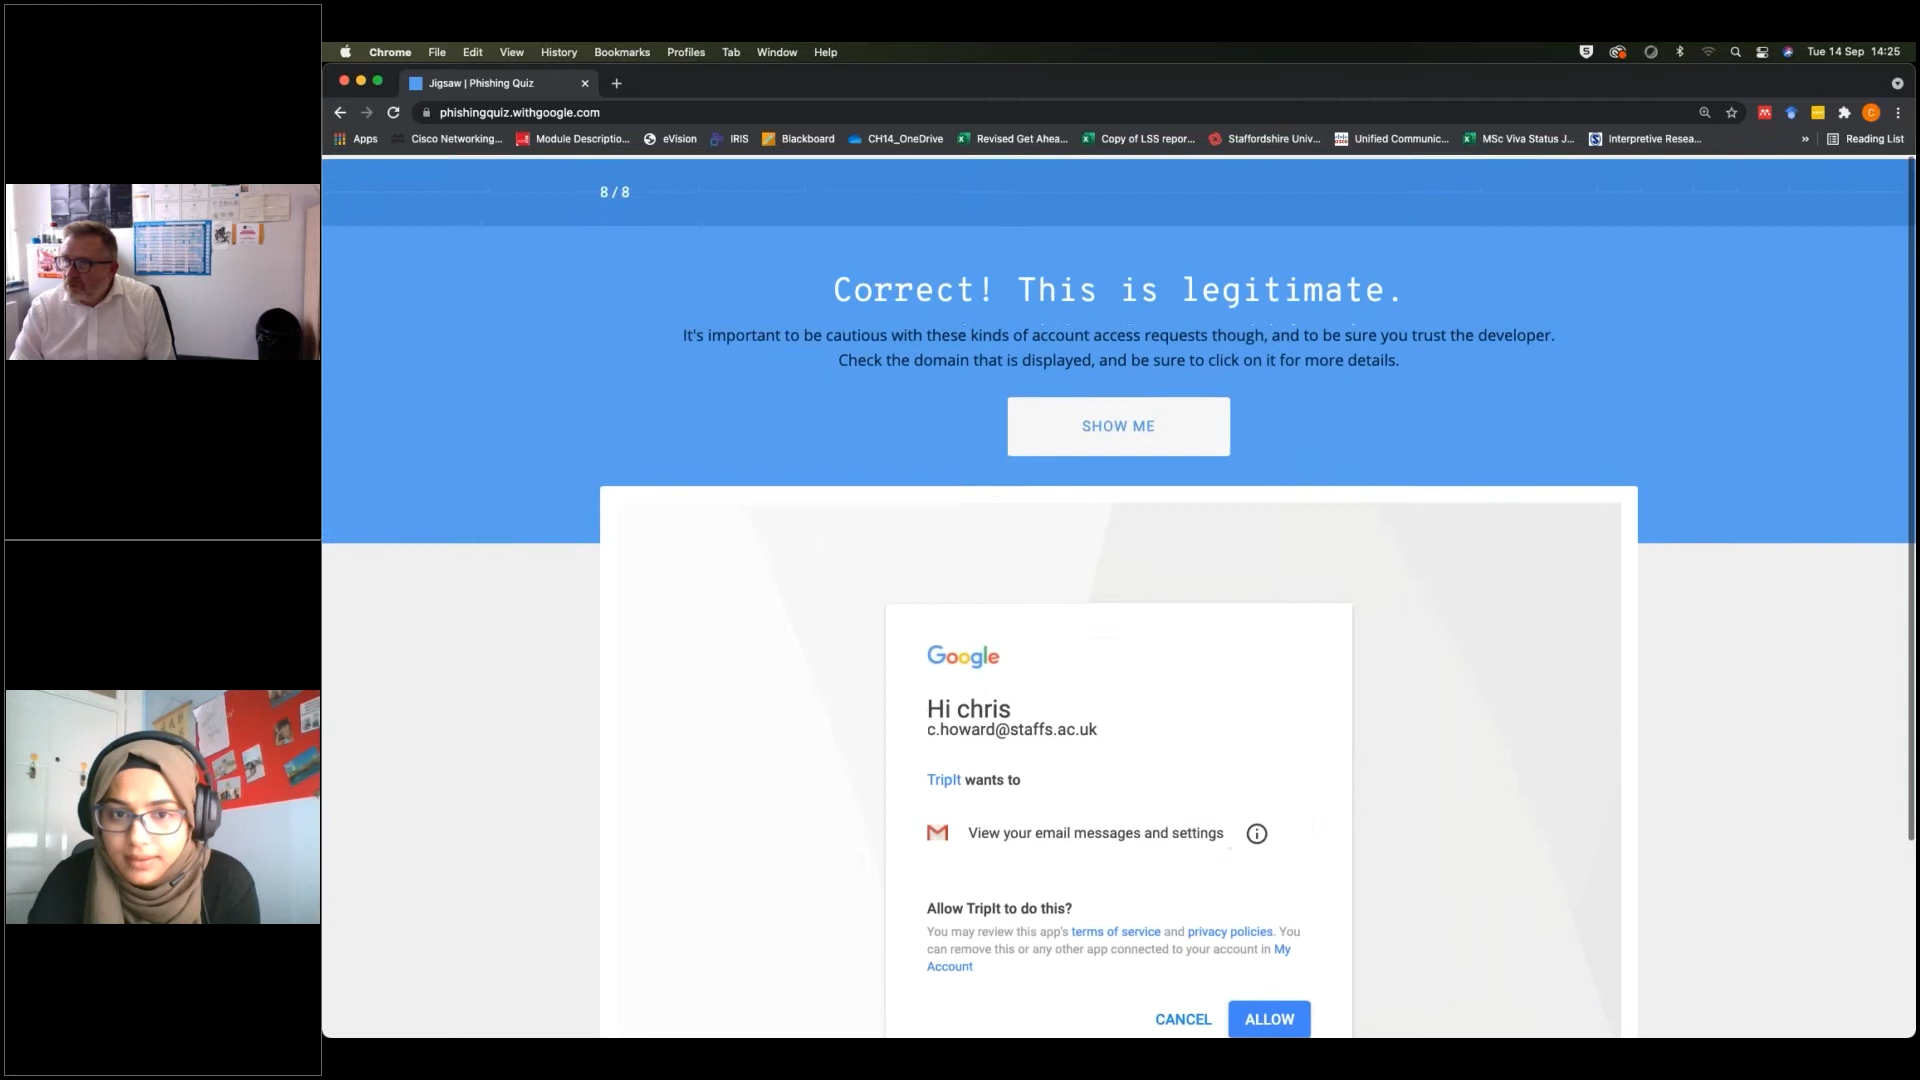 Chrome File Edit View History Bookmarks Profiles Tab Window Help
Tue 14 Sep 14:25
Jigsaw | Phishing Quiz
phishingquiz.withgoogle.com
Apps Cisco Networking... Module Descriptio... eVision IRIS Blackboard CH14_OneDrive Revised Get Ahea... Copy of LSS repor... Staffordshire Univ... Unified Communic... MSc Viva Status J... Interpretive Resea... » Reading List
8 / 8
Correct! This is legitimate.
It's important to be cautious with these kinds of account access requests though, and to be sure you trust the developer.
Check the domain that is displayed, and be sure to click on it for more details.
SHOW ME
Google
Hi chris
c.howard@staffs.ac.uk
TripIt wants to
View your email messages and settings
Allow TripIt to do this?
You may review this app's terms of service and privacy policies. You
can remove this or any other app connected to your account in My
Account
CANCEL ALLOW